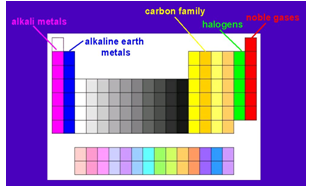 carbon family
noble gases
halogens
alkali metals
alkaline earth
metals